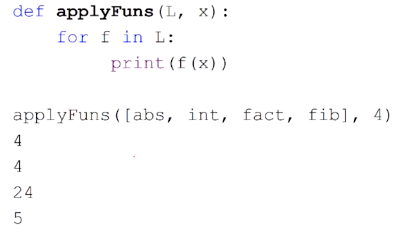 def applyFuns(L, x):
    for f in L:
        print(f(x))
applyFuns([abs, int, fact, fib], 4)
4
4
24
5